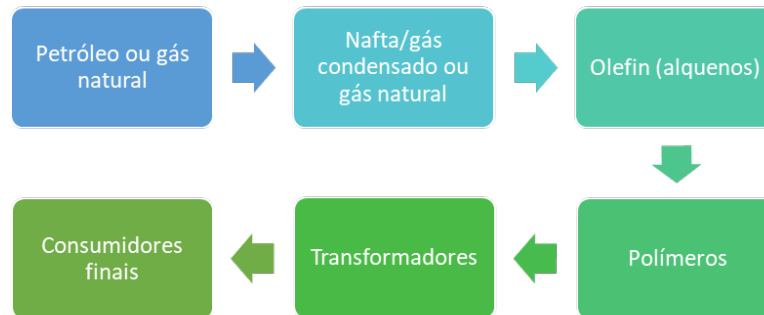 Petróleo ou gás
natural
Nafta/gás
condensado ou
gás natural
Olefin (alquenos)
Polímeros
Transformadores
Consumidores
finais